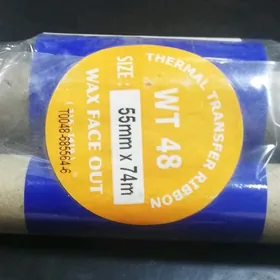 THERMAL TRANSFER RIBBON
WT 48
SIZE : 55mm x 74m
WAX FACE OUT
T0048-685564-6